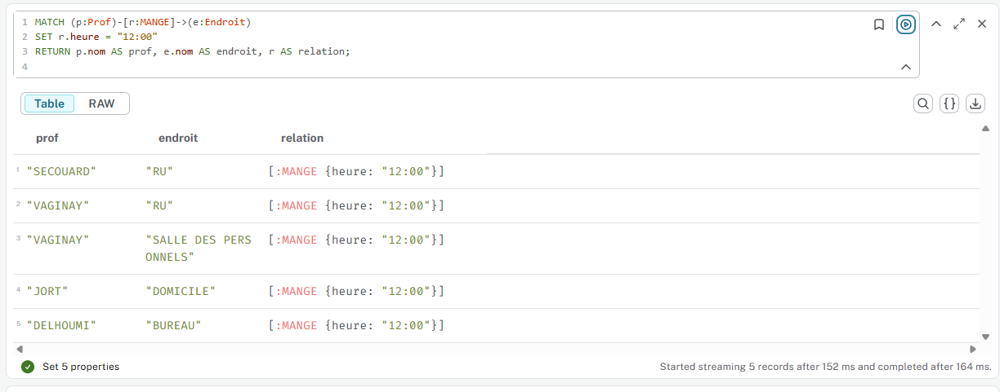 1 MATCH (p:Prof)-[r:MANGE]->(e:Endroit)
2 SET r.heure = "12:00"
3 RETURN p.nom AS prof, e.nom AS endroit, r AS relation;
4
Table RAW
prof endroit relation
1 "SECOUARD" "RU" [:MANGE {heure: "12:00"}]
2 "VAGINAY" "RU" [:MANGE {heure: "12:00"}]
3 "VAGINAY" "SALLE DES PERS [:MANGE {heure: "12:00"}]
ONNELS"
4 "JORT" "DOMICILE" [:MANGE {heure: "12:00"}]
5 "DELHOUMI" "BUREAU" [:MANGE {heure: "12:00"}]
Set 5 properties Started streaming 5 records after 152 ms and completed after 164 ms.